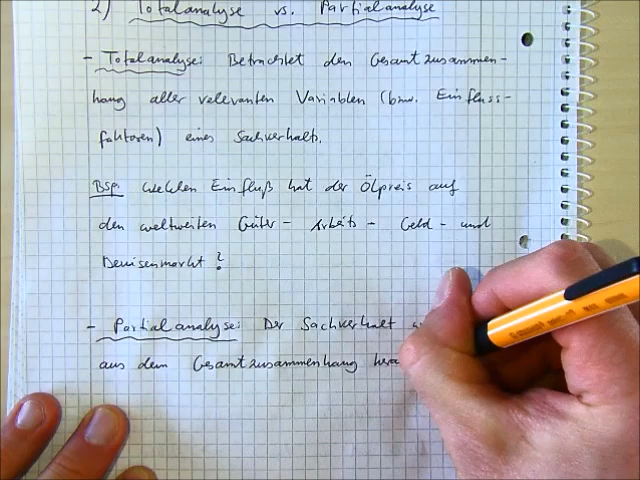 2) Totalanalyse vs. Partialanalyse
- Totalanalyse: Betrachtet den Gesamtzusammen-
hang aller relevanten Variablen (bzw. Einfluss-
faktoren) eines Sachverhalts.
Bsp: Welchen Einfluß hat der Ölpreis auf
den weltweiten Güter- Arbeits- Geld- und
Devisenmarkt?
- Partialanalyse: Der Sachverhalt
aus dem Gesamtzusammenhang